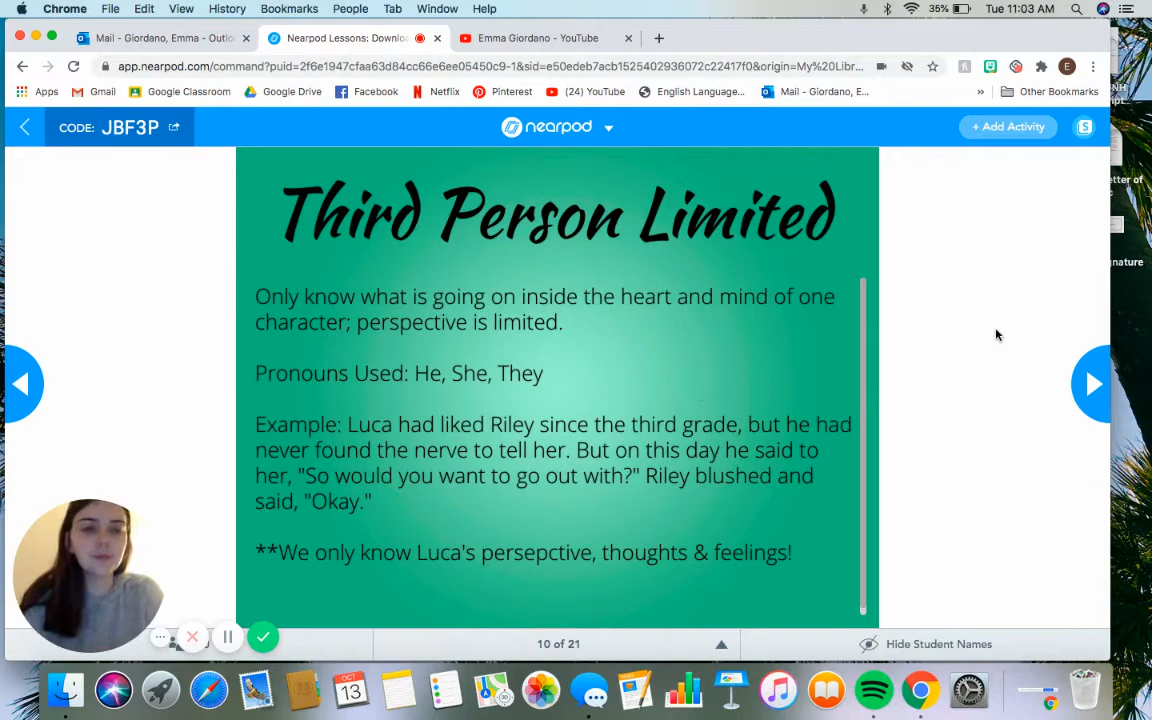 Chrome File Edit View History Bookmarks People Tab Window Help 35% Tue 11:03 AM
Mail - Giordano, Emma - Outlo Nearpod Lessons: Downlo Emma Giordano - YouTube
app.nearpod.com/command?puid=2f6e1947cfaa63d84cc66e6ee05450c9-1&sid=e50edeb7acb1525402936072c22417f0&origin=My%20Libr... E
Apps Gmail Google Classroom Google Drive Facebook Netflix Pinterest (24) YouTube English Language... Mail - Giordano, E... » Other Bookmarks
CODE: JBF3P nearpod + Add Activity S
Third Person Limited
Only know what is going on inside the heart and mind of one
character; perspective is limited.
Pronouns Used: He, She, They
Example: Luca had liked Riley since the third grade, but he had
never found the nerve to tell her. But on this day he said to
her, "So would you want to go out with?" Riley blushed and
said, "Okay."
**We only know Luca's persepctive, thoughts & feelings!
10 of 21 Hide Student Names
etter of
c
gnature
OCT
13